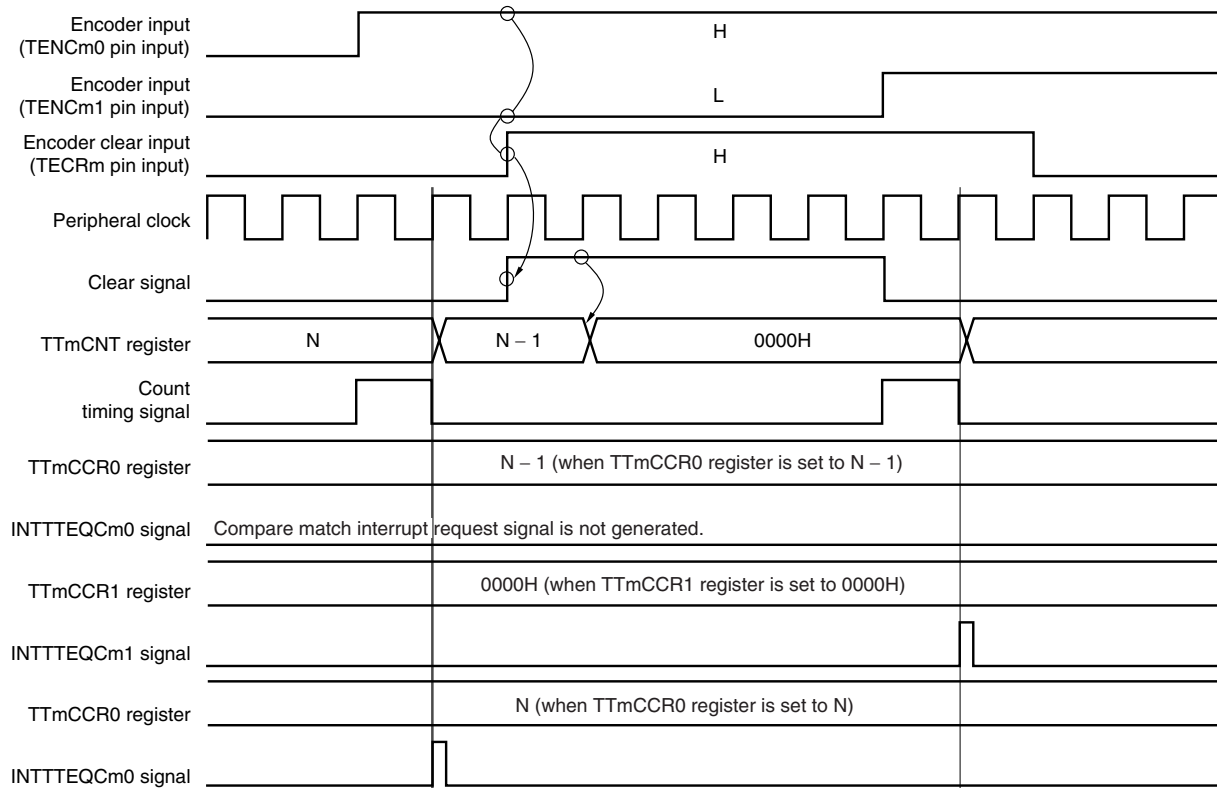 Encoder input
(TENCm0 pin input)
H
Encoder input
(TENCm1 pin input)
L
Encoder clear input
(TECRm pin input)
H
Peripheral clock
Clear signal
TTmCNT register
N
N – 1
0000H
Count
timing signal
TTmCCR0 register
N – 1 (when TTmCCR0 register is set to N – 1)
INTTTEQCm0 signal
Compare match interrupt request signal is not generated.
TTmCCR1 register
0000H (when TTmCCR1 register is set to 0000H)
INTTTEQCm1 signal
TTmCCR0 register
N (when TTmCCR0 register is set to N)
INTTTEQCm0 signal